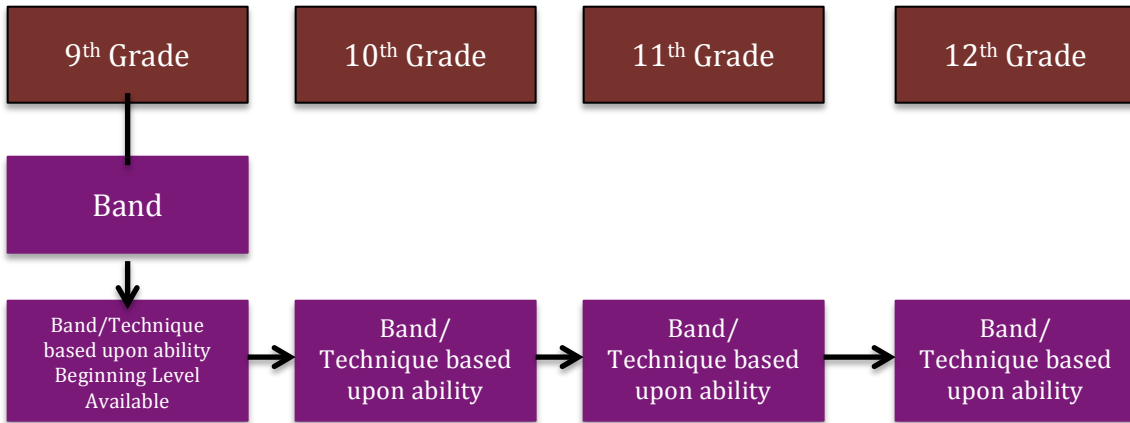 9th Grade
10th Grade
11th Grade
12th Grade
Band
Band/Technique
based upon ability
Beginning Level
Available
Band/
Technique based
upon ability
Band/
Technique based
upon ability
Band/
Technique based
upon ability